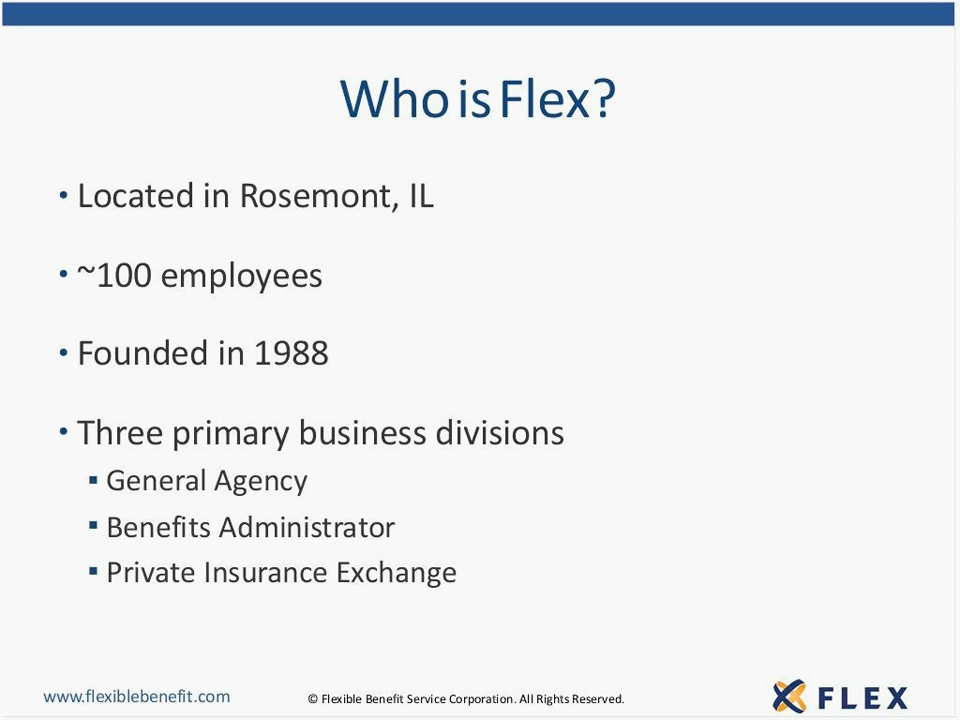 Who is Flex?
• Located in Rosemont, IL
• ~100 employees
• Founded in 1988
• Three primary business divisions
▪ General Agency
▪ Benefits Administrator
▪ Private Insurance Exchange
www.flexiblebenefit.com
© Flexible Benefit Service Corporation. All Rights Reserved.
FLEX